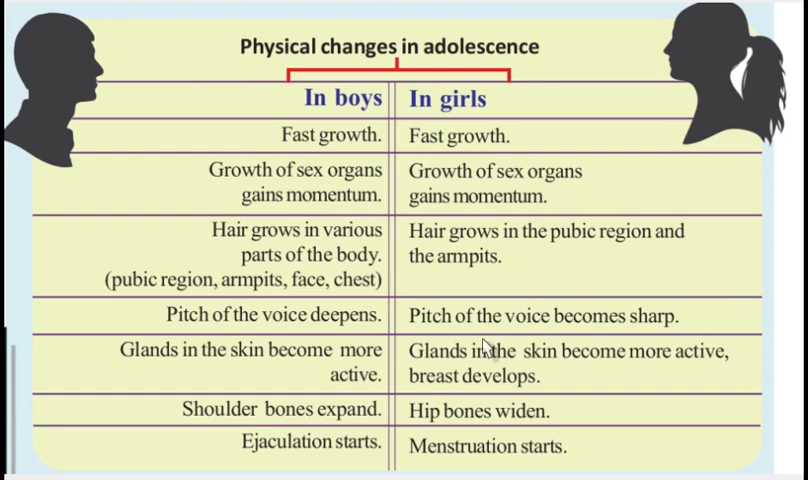 Physical changes in adolescence
In boys
In girls
Fast growth.
Fast growth.
Growth of sex organs
gains momentum.
Growth of sex organs
gains momentum.
Hair grows in various
parts of the body.
(pubic region, armpits, face, chest)
Hair grows in the pubic region and
the armpits.
Pitch of the voice deepens.
Pitch of the voice becomes sharp.
Glands in the skin become more
active.
Glands in the skin become more active,
breast develops.
Shoulder bones expand.
Hip bones widen.
Ejaculation starts.
Menstruation starts.